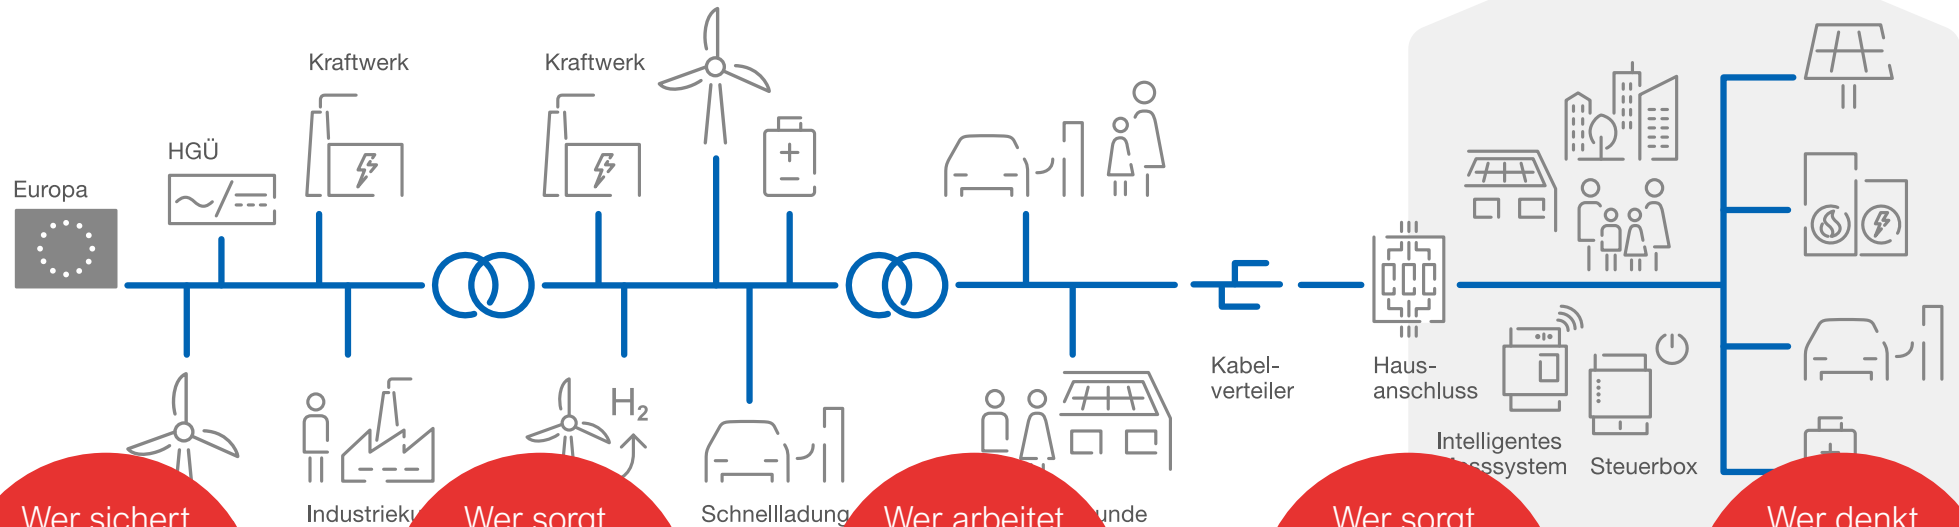 Kraftwerk
Kraftwerk
HGÜ
Europa
H₂
Kabel-
verteiler
Haus-
anschluss
Intelligentes
Steuerbox
Schnellladung
Wer sichert
Wer sorgt
Wer arbeitet
Wer sorgt
Wer denkt